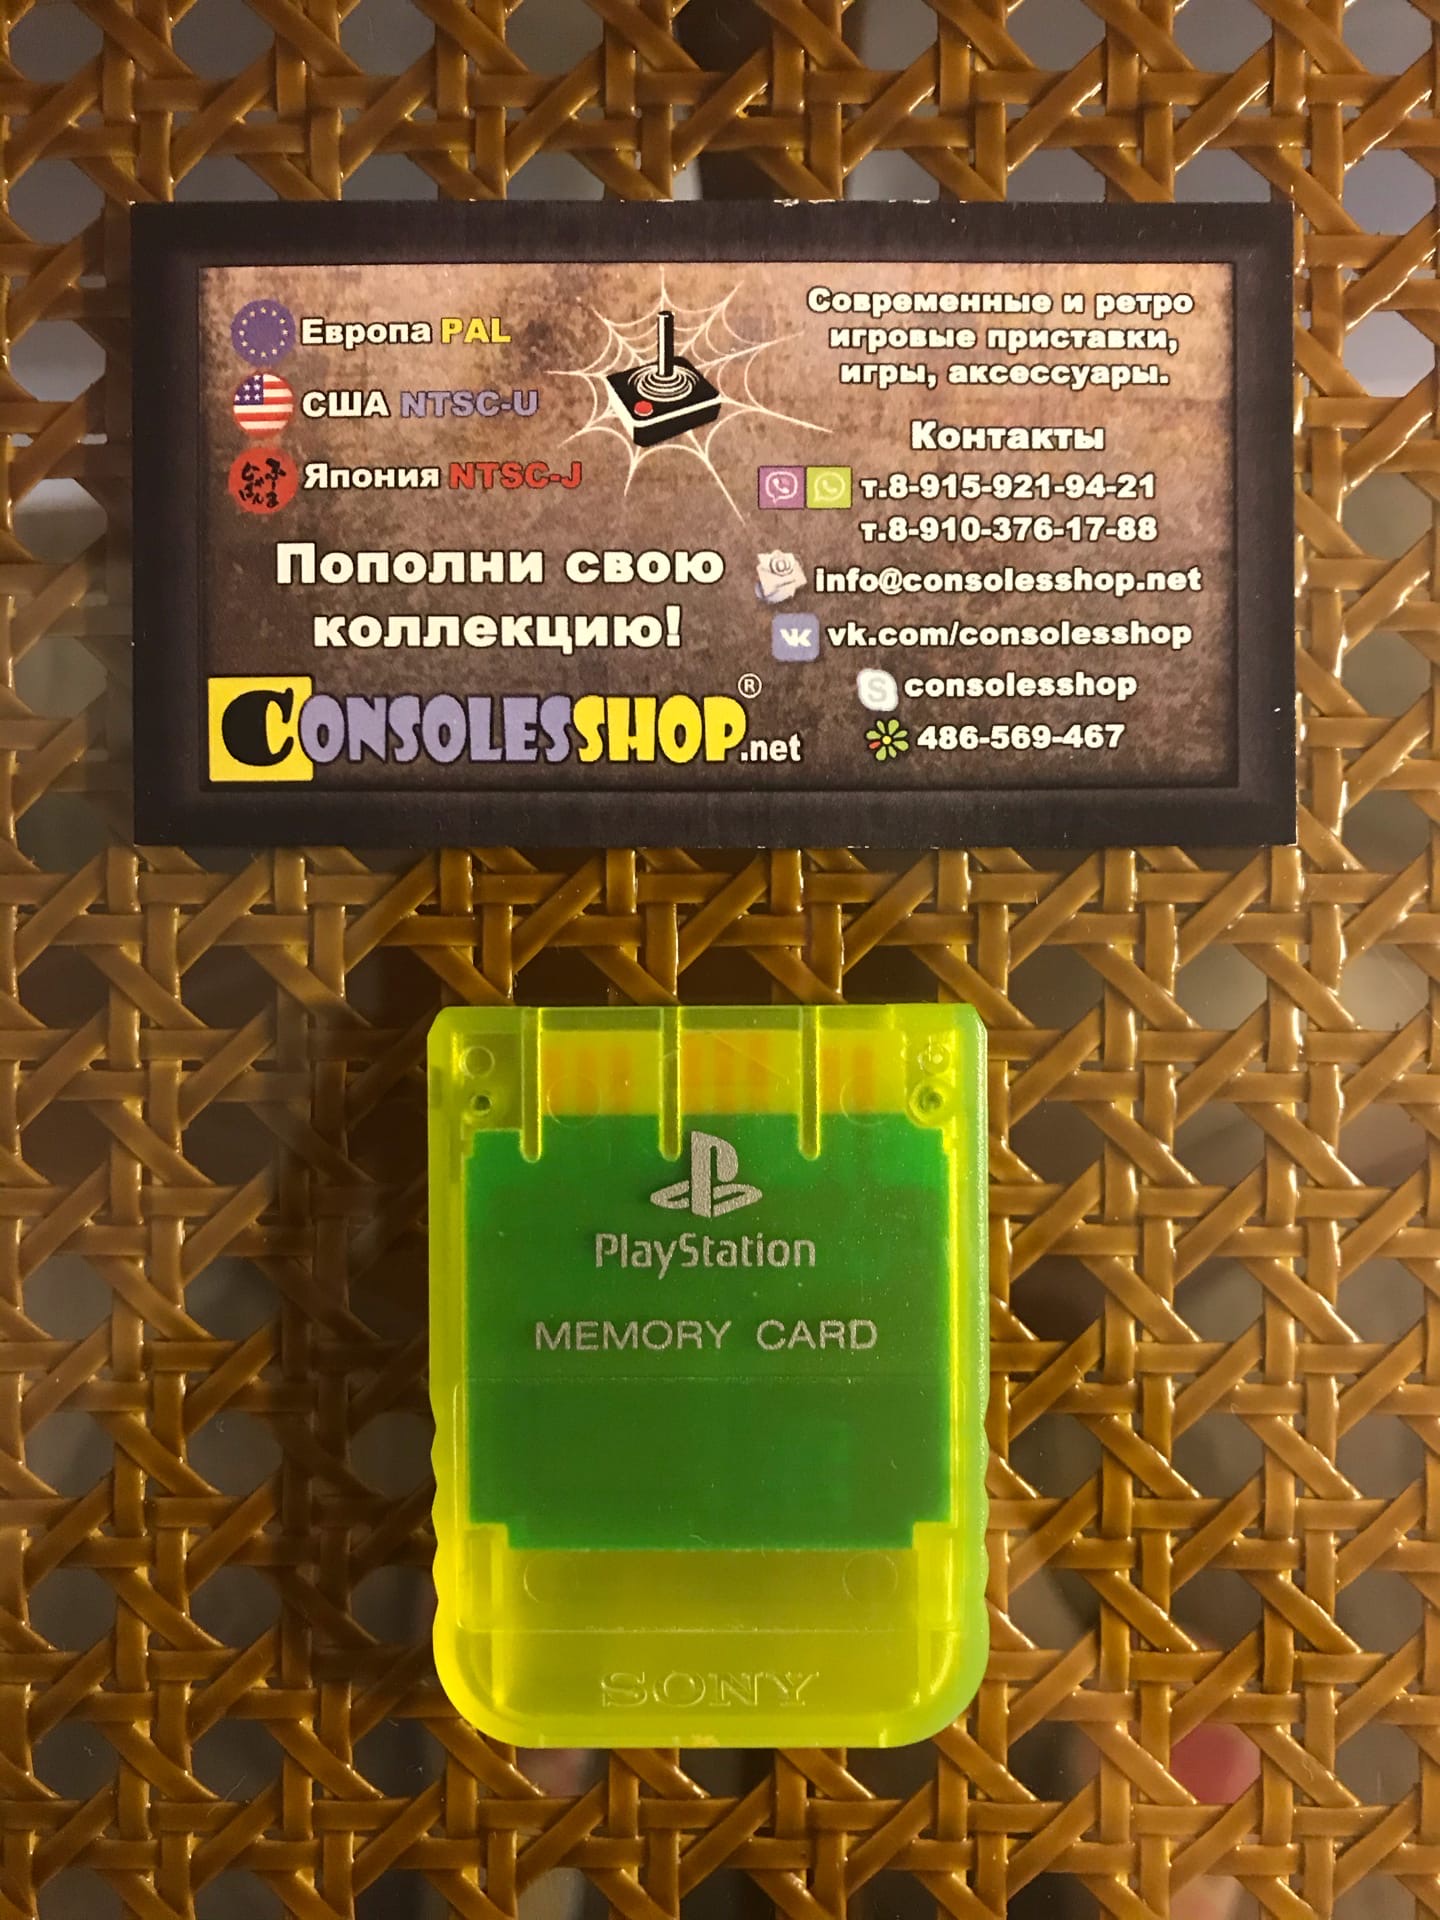 Европа PAL
США NTSC-U
Япония NTSC-J
Пополни свою
коллекцию!
CONSOLESSHOP®.net
Современные и ретро
игровые приставки,
игры, аксессуары.
Контакты
т.8-915-921-94-21
т.8-910-376-17-88
info@consolesshop.net
vk.com/consolesshop
consolesshop
486-569-467
PlayStation
MEMORY CARD
SONY